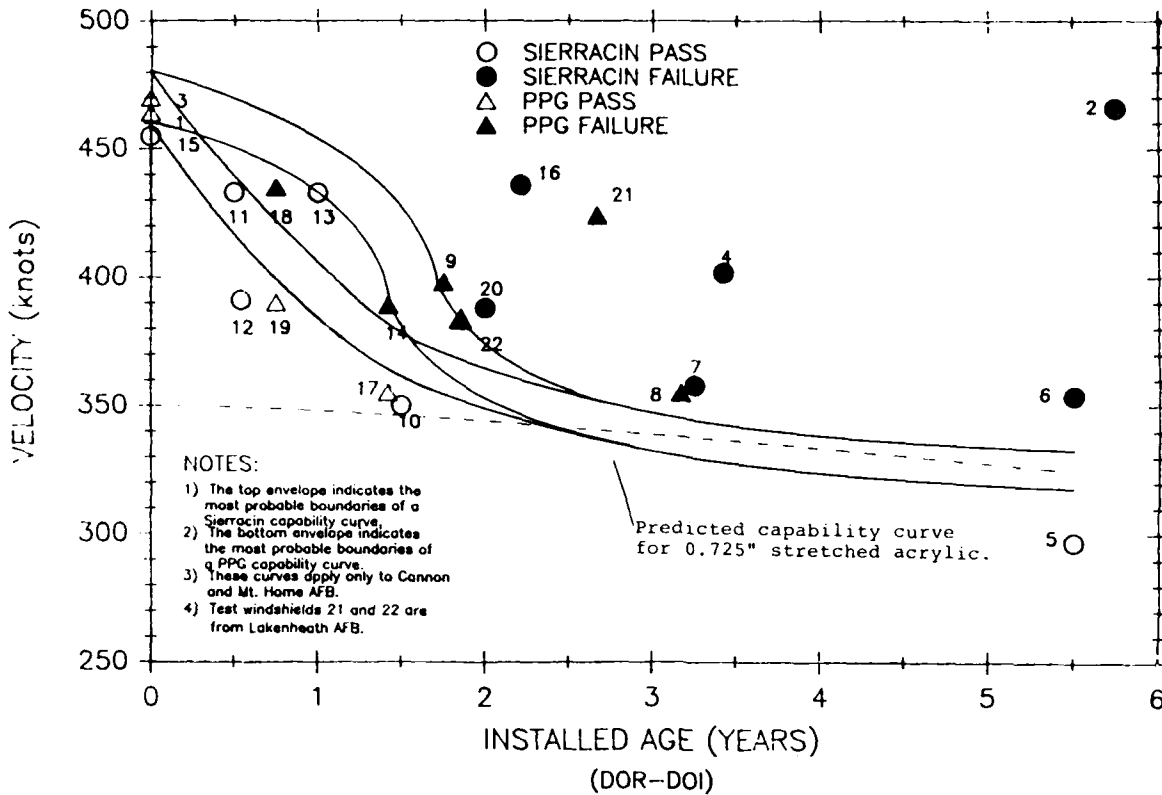 500
450
400
350
300
250
VELOCITY (knots)
SIERRACIN PASS
SIERRACIN FAILURE
PPG PASS
PPG FAILURE
3
1
15
11
18
13
12
19
14
17
10
9
20
22
16
21
4
7
8
2
6
5
NOTES:
1) The top envelope indicates the
most probable boundaries of a
Sierracin capability curve.
2) The bottom envelope indicates
the most probable boundaries of
a PPG capability curve.
3) These curves apply only to Cannon
and Mt. Home AFB.
4) Test windshields 21 and 22 are
from Lakenheath AFB.
Predicted capability curve
for 0.725" stretched acrylic.
0 1 2 3 4 5 6
INSTALLED AGE (YEARS)
(DOR-DOI)